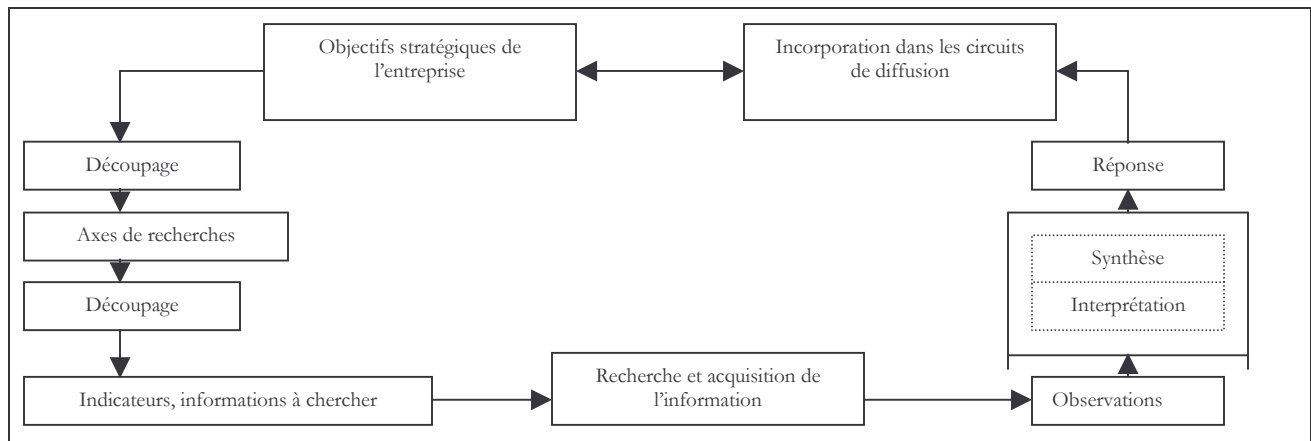 Objectifs stratégiques de
l'entreprise
Incorporation dans les circuits
de diffusion
Découpage
Réponse
Axes de recherches
Synthèse
Découpage
Interprétation
Indicateurs, informations à chercher
Recherche et acquisition de
l'information
Observations